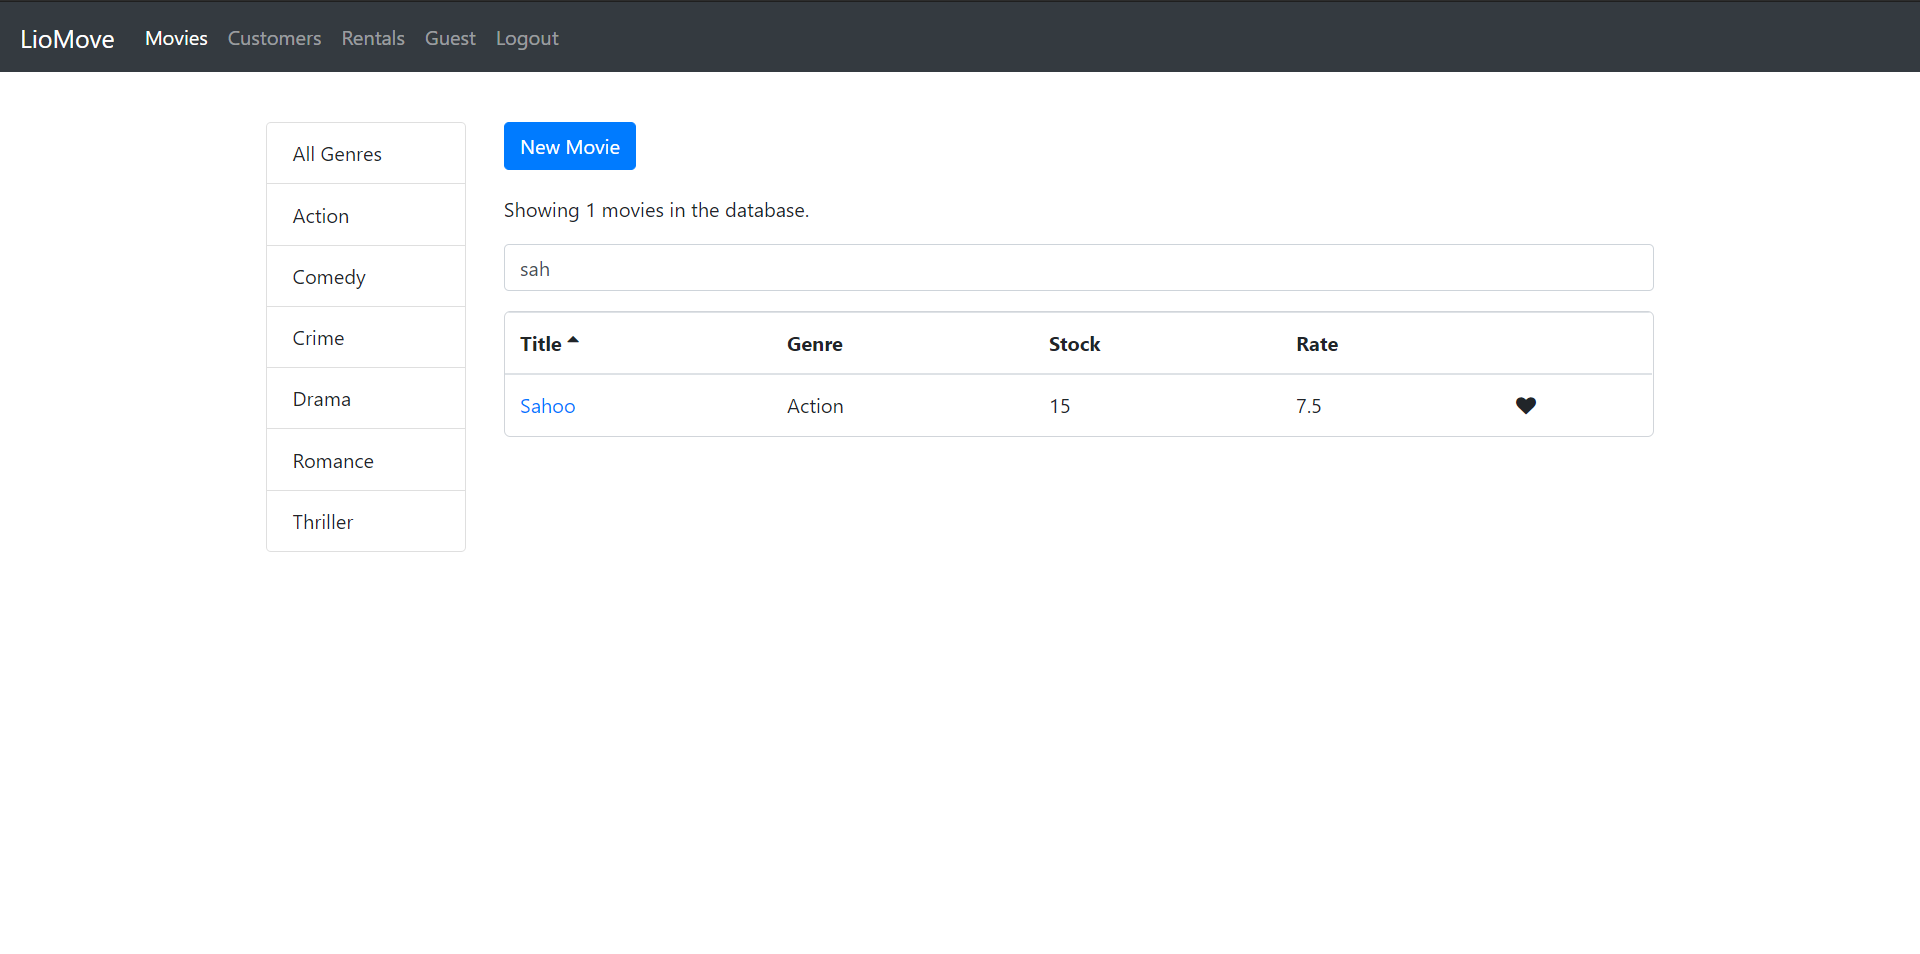 LioMove Movies Customers Rentals Guest Logout
All Genres
Action
Comedy
Crime
Drama
Romance
Thriller
New Movie
Showing 1 movies in the database.
sah
Title Genre Stock Rate
Sahoo Action 15 7.5